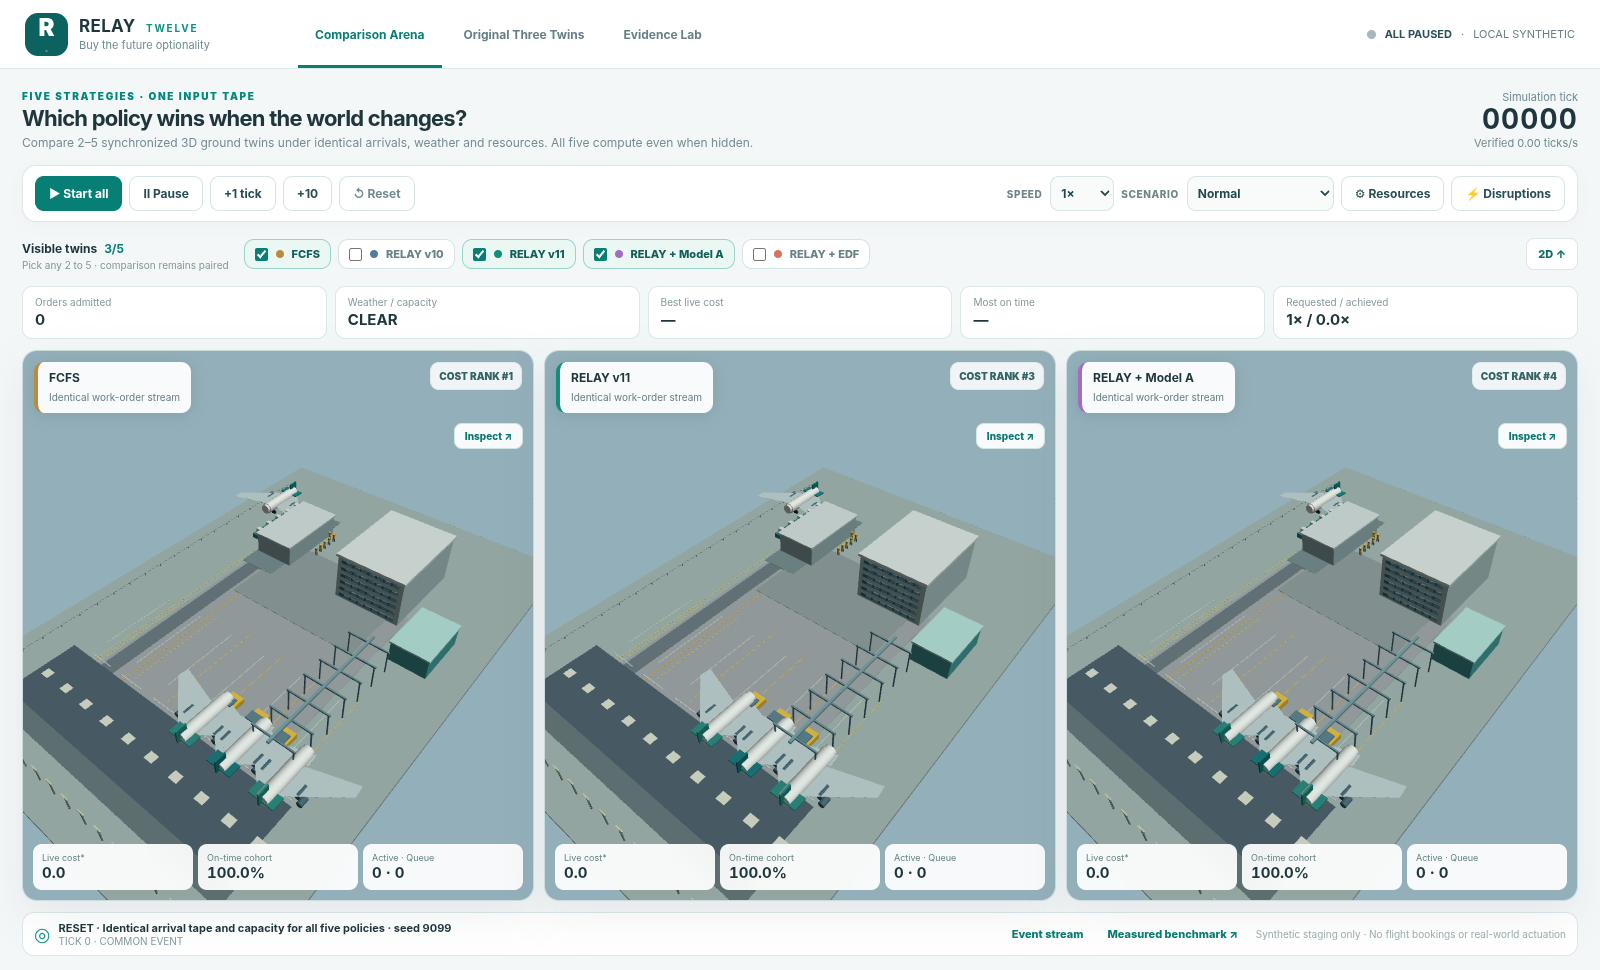 R RELAY TWELVE
Buy the future optionality
Comparison Arena Original Three Twins Evidence Lab
ALL PAUSED · LOCAL SYNTHETIC
FIVE STRATEGIES · ONE INPUT TAPE
Which policy wins when the world changes?
Compare 2–5 synchronized 3D ground twins under identical arrivals, weather and resources. All five compute even when hidden.
Simulation tick
00000
Verified 0.00 ticks/s
▶ Start all II Pause +1 tick +10 ↺ Reset
SPEED 1× SCENARIO Normal ⚙ Resources ⚡ Disruptions
Visible twins 3/5
Pick any 2 to 5 · comparison remains paired
FCFS RELAY v10 RELAY v11 RELAY + Model A RELAY + EDF
2D ↑
Orders admitted
0
Weather / capacity
CLEAR
Best live cost
—
Most on time
—
Requested / achieved
1× / 0.0×
FCFS
Identical work-order stream
COST RANK #1
Inspect ↗
Live cost*
0.0
On-time cohort
100.0%
Active · Queue
0 · 0
RELAY v11
Identical work-order stream
COST RANK #3
Inspect ↗
Live cost*
0.0
On-time cohort
100.0%
Active · Queue
0 · 0
RELAY + Model A
Identical work-order stream
COST RANK #4
Inspect ↗
Live cost*
0.0
On-time cohort
100.0%
Active · Queue
0 · 0
RESET · Identical arrival tape and capacity for all five policies · seed 9099
TICK 0 · COMMON EVENT
Event stream Measured benchmark ↗ Synthetic staging only · No flight bookings or real-world actuation